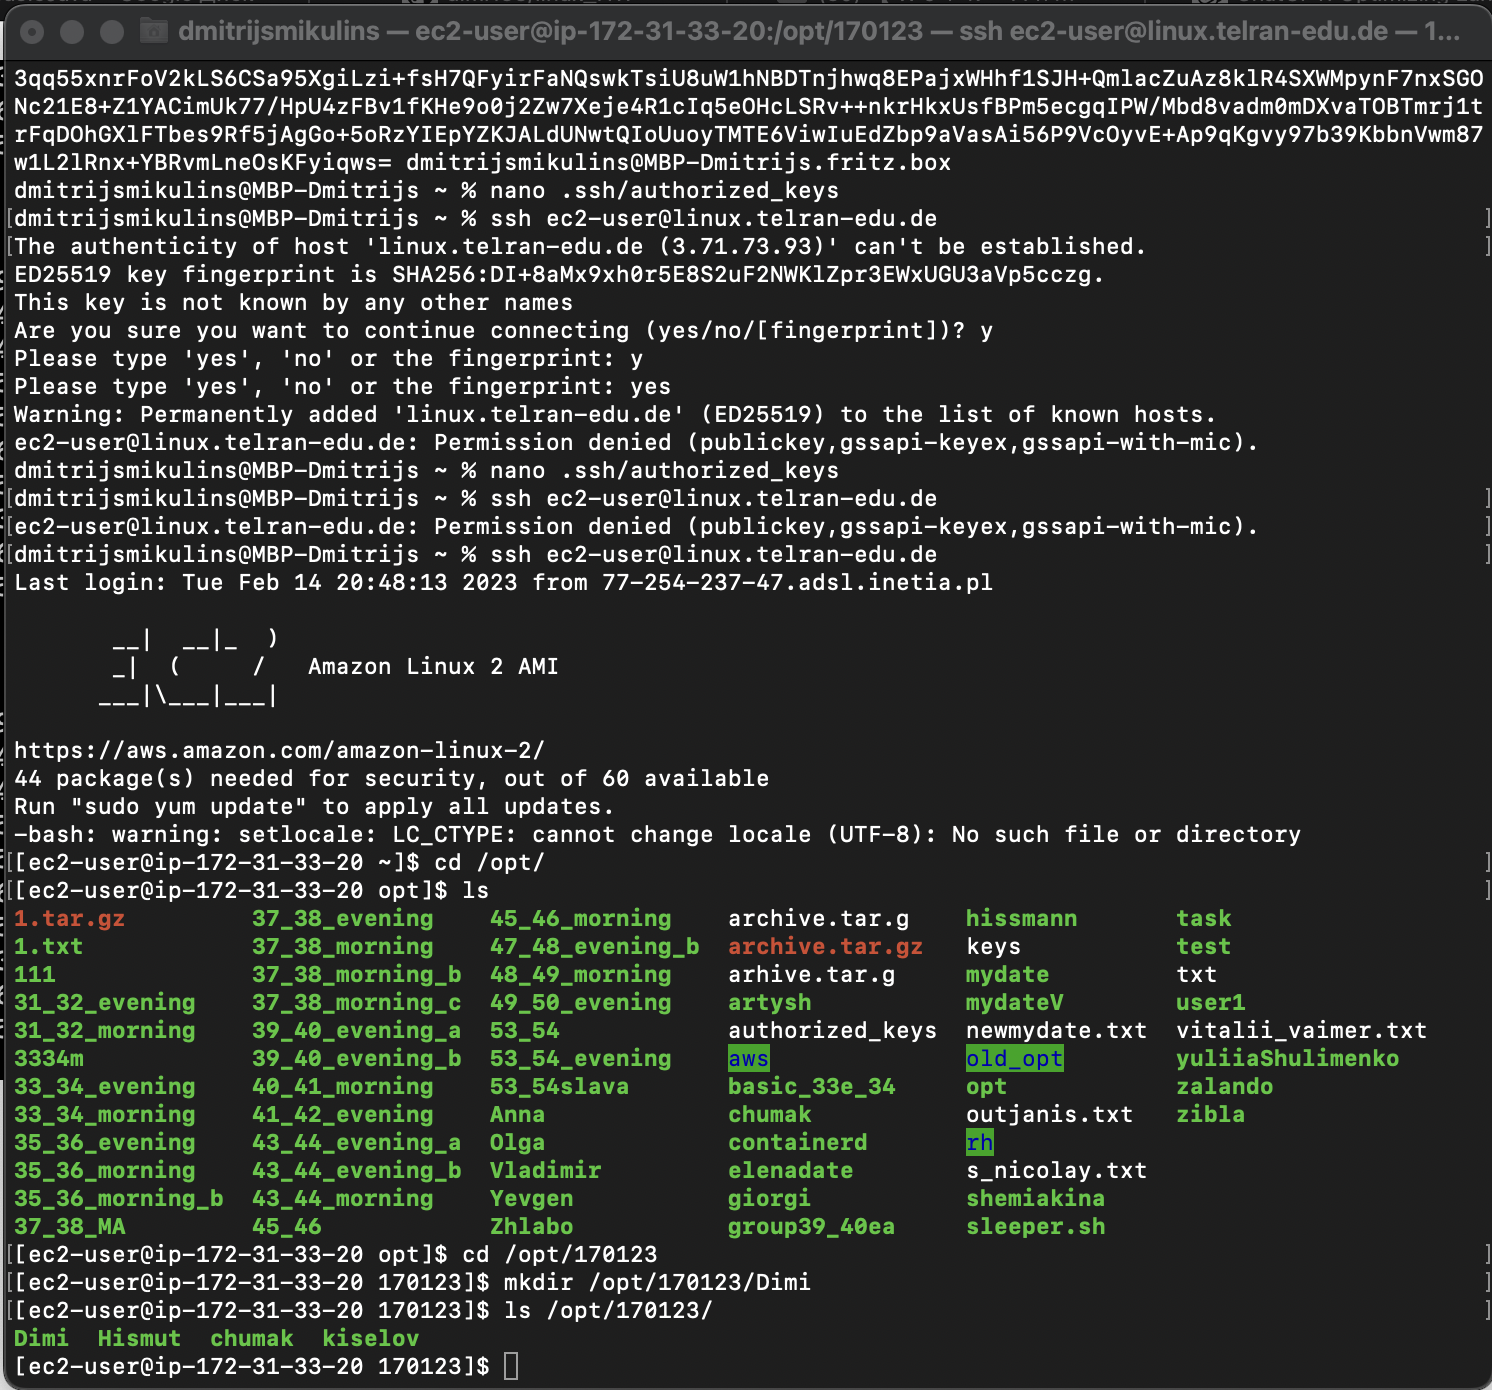 dmitrijsmikulins — ec2-user@ip-172-31-33-20:/opt/170123 — ssh ec2-user@linux.telran-edu.de — 1...
3qq55xnrFoV2kLS6CSa95XgiLzi+fsH7QFyirFaNQswkTsiU8uW1hNBDTnjhwq8EPajxWHhf1SJH+QmlacZuAz8klR4SXWMpynF7nxSGO
Nc21E8+Z1YACimUk77/HpU4zFBv1fKHe9o0j2Zw7Xeje4R1cIq5eOHcLSRv++nkrHkxUsfBPm5ecgqIPW/Mbd8vadm0mDXvaTOBTmrj1t
rFqDOhGXlFTbes9Rf5jAgGo+5oRzYIEpYZKJALdUNwtQIoUuoyTMTE6ViwIuEdZbp9aVasAi56P9VcOyvE+Ap9qKgvy97b39KbbnVwm87
w1L2lRnx+YBRvmLneOsKFyiqws= dmitrijsmikulins@MBP-Dmitrijs.fritz.box
dmitrijsmikulins@MBP-Dmitrijs ~ % nano .ssh/authorized_keys
[dmitrijsmikulins@MBP-Dmitrijs ~ % ssh ec2-user@linux.telran-edu.de ]
[The authenticity of host 'linux.telran-edu.de (3.71.73.93)' can't be established. ]
ED25519 key fingerprint is SHA256:DI+8aMx9xh0r5E8S2uF2NWKlZpr3EWxUGU3aVp5cczg.
This key is not known by any other names
Are you sure you want to continue connecting (yes/no/[fingerprint])? y
Please type 'yes', 'no' or the fingerprint: y
Please type 'yes', 'no' or the fingerprint: yes
Warning: Permanently added 'linux.telran-edu.de' (ED25519) to the list of known hosts.
ec2-user@linux.telran-edu.de: Permission denied (publickey,gssapi-keyex,gssapi-with-mic).
dmitrijsmikulins@MBP-Dmitrijs ~ % nano .ssh/authorized_keys
[dmitrijsmikulins@MBP-Dmitrijs ~ % ssh ec2-user@linux.telran-edu.de ]
[ec2-user@linux.telran-edu.de: Permission denied (publickey,gssapi-keyex,gssapi-with-mic). ]
[dmitrijsmikulins@MBP-Dmitrijs ~ % ssh ec2-user@linux.telran-edu.de ]
Last login: Tue Feb 14 20:48:13 2023 from 77-254-237-47.adsl.inetia.pl
       __|  __|_  )
       _|  (     /   Amazon Linux 2 AMI
      ___|\___|___|
https://aws.amazon.com/amazon-linux-2/
44 package(s) needed for security, out of 60 available
Run "sudo yum update" to apply all updates.
-bash: warning: setlocale: LC_CTYPE: cannot change locale (UTF-8): No such file or directory
[[ec2-user@ip-172-31-33-20 ~]$ cd /opt/ ]
[[ec2-user@ip-172-31-33-20 opt]$ ls ]
1.tar.gz 37_38_evening 45_46_morning archive.tar.g hissmann task
1.txt 37_38_morning 47_48_evening_b archive.tar.gz keys test
111 37_38_morning_b 48_49_morning arhive.tar.g mydate txt
31_32_evening 37_38_morning_c 49_50_evening artysh mydateV user1
31_32_morning 39_40_evening_a 53_54 authorized_keys newmydate.txt vitalii_vaimer.txt
3334m 39_40_evening_b 53_54_evening aws old_opt yuliiaShulimenko
33_34_evening 40_41_morning 53_54slava basic_33e_34 opt zalando
33_34_morning 41_42_evening Anna chumak outjanis.txt zibla
35_36_evening 43_44_evening_a Olga containerd rh
35_36_morning 43_44_evening_b Vladimir elenadate s_nicolay.txt
35_36_morning_b 43_44_morning Yevgen giorgi shemiakina
37_38_MA 45_46 Zhlabo group39_40ea sleeper.sh
[[ec2-user@ip-172-31-33-20 opt]$ cd /opt/170123 ]
[[ec2-user@ip-172-31-33-20 170123]$ mkdir /opt/170123/Dimi ]
[[ec2-user@ip-172-31-33-20 170123]$ ls /opt/170123/ ]
Dimi Hismut chumak kiselov
[ec2-user@ip-172-31-33-20 170123]$